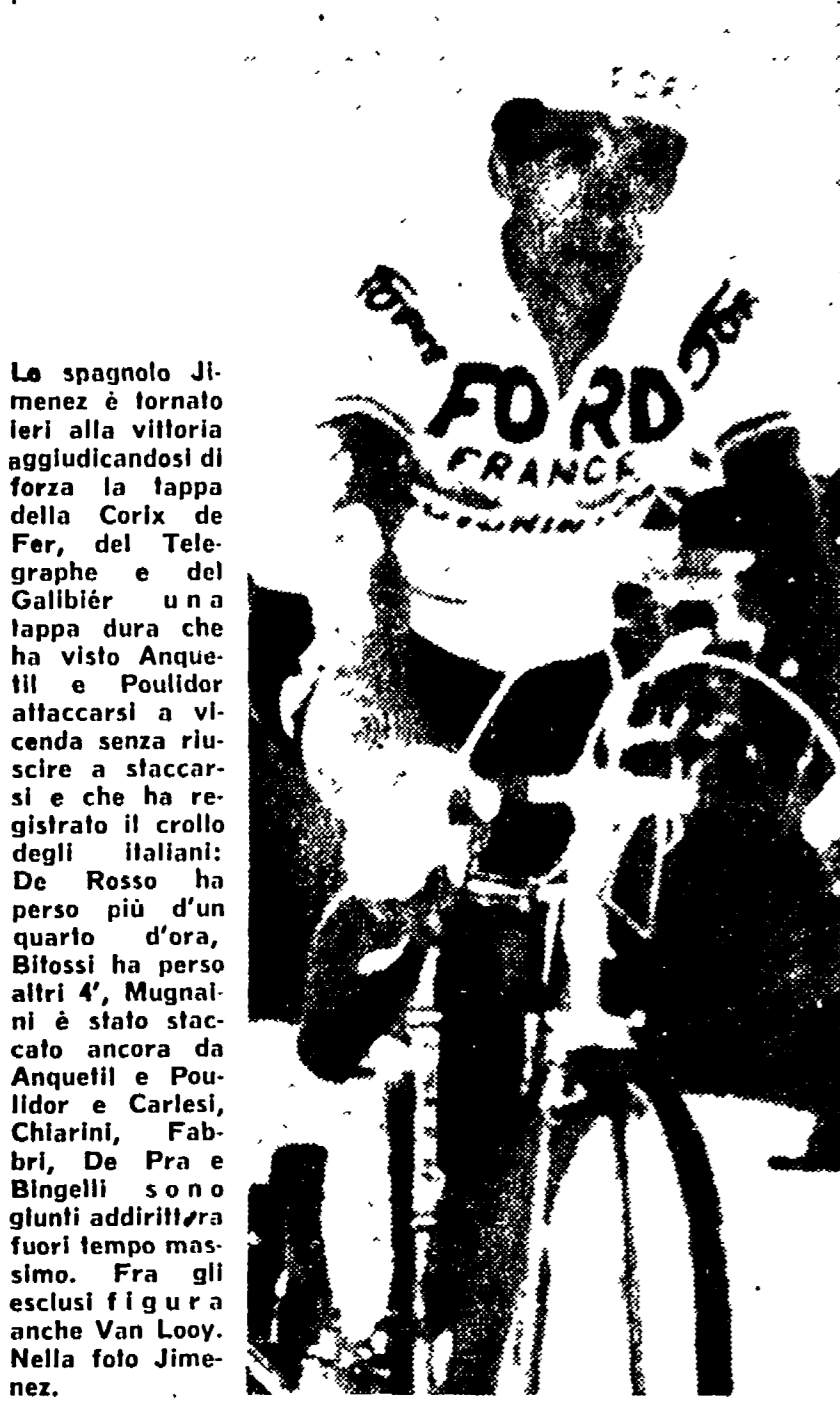 Lo spagnolo Ji-
menez è tornato
ieri alla vittoria
aggiudicandosi di
forza la tappa
della Corix de
Fer, del Tele-
graphe e del
Galibiér una
tappa dura che
ha visto Anque-
til e Poulidor
attaccarsi a vi-
cenda senza riu-
scire a staccar-
si e che ha re-
gistrato il crollo
degli italiani:
De Rosso ha
perso più d'un
quarto d'ora,
Bitossi ha perso
altri 4', Mugnai-
ni è stato stac-
cato ancora da
Anquetil e Pou-
lidor e Carlesi,
Chiarini, Fab-
bri, De Pra e
Bingelli sono
giunti addirittura
fuori tempo mas-
simo. Fra gli
esclusi figura
anche Van Looy.
Nella foto Jime-
nez.
FORD
FRANCE